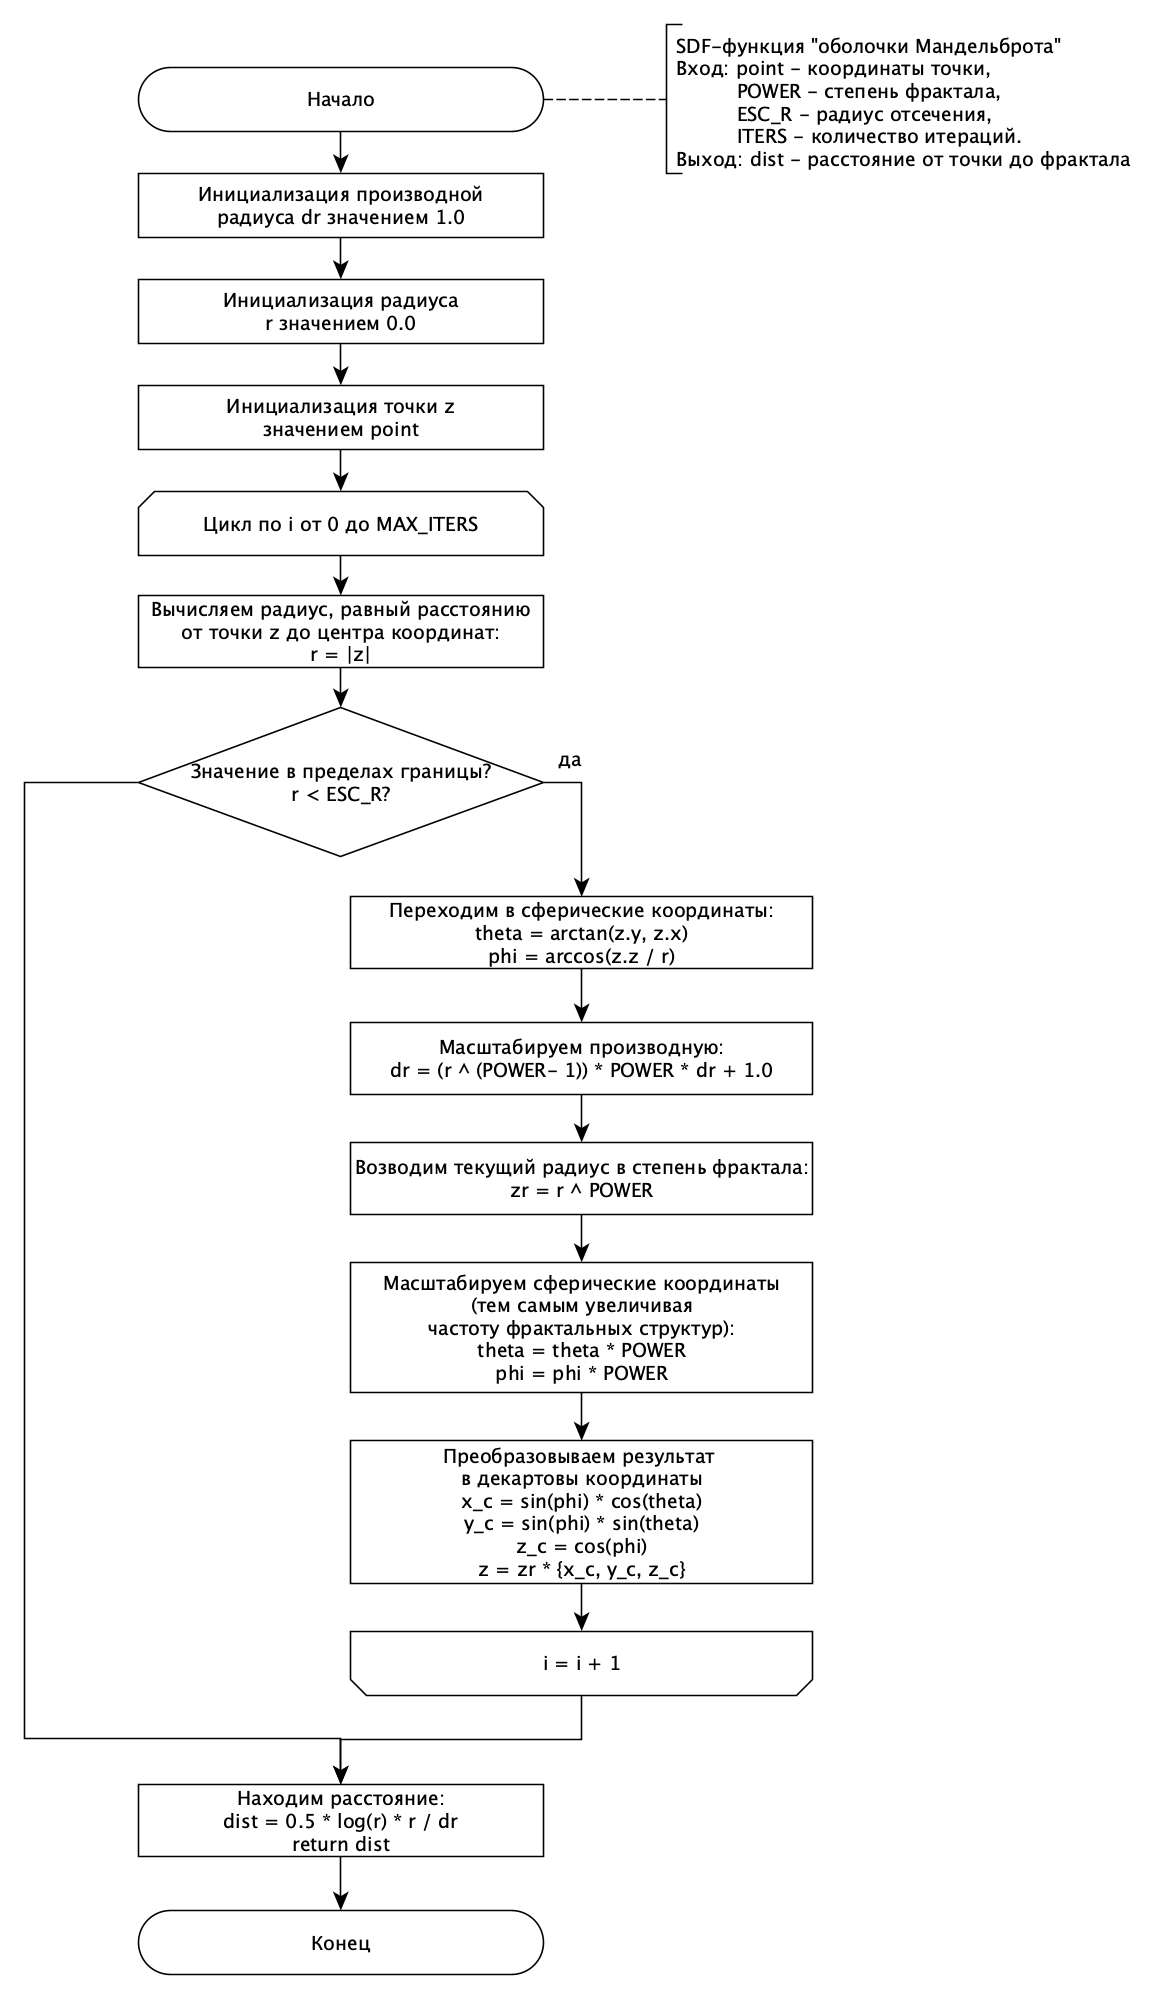 SDF-функция "оболочки Мандельброта"
Вход: point - координаты точки,
POWER - степень фрактала,
ESC_R - радиус отсечения,
ITERS - количество итераций.
Выход: dist - расстояние от точки до фрактала
Начало
Инициализация производной
радиуса dr значением 1.0
Инициализация радиуса
r значением 0.0
Инициализация точки z
значением point
Цикл по i от 0 до MAX_ITERS
Вычисляем радиус, равный расстоянию
от точки z до центра координат:
r = |z|
Значение в пределах границы?
r < ESC_R?
да
Переходим в сферические координаты:
theta = arctan(z.y, z.x)
phi = arccos(z.z / r)
Масштабируем производную:
dr = (r ^ (POWER- 1)) * POWER * dr + 1.0
Возводим текущий радиус в степень фрактала:
zr = r ^ POWER
Масштабируем сферические координаты
(тем самым увеличивая
частоту фрактальных структур):
theta = theta * POWER
phi = phi * POWER
Преобразовываем результат
в декартовы координаты
x_c = sin(phi) * cos(theta)
y_c = sin(phi) * sin(theta)
z_c = cos(phi)
z = zr * {x_c, y_c, z_c}
i = i + 1
Находим расстояние:
dist = 0.5 * log(r) * r / dr
return dist
Конец